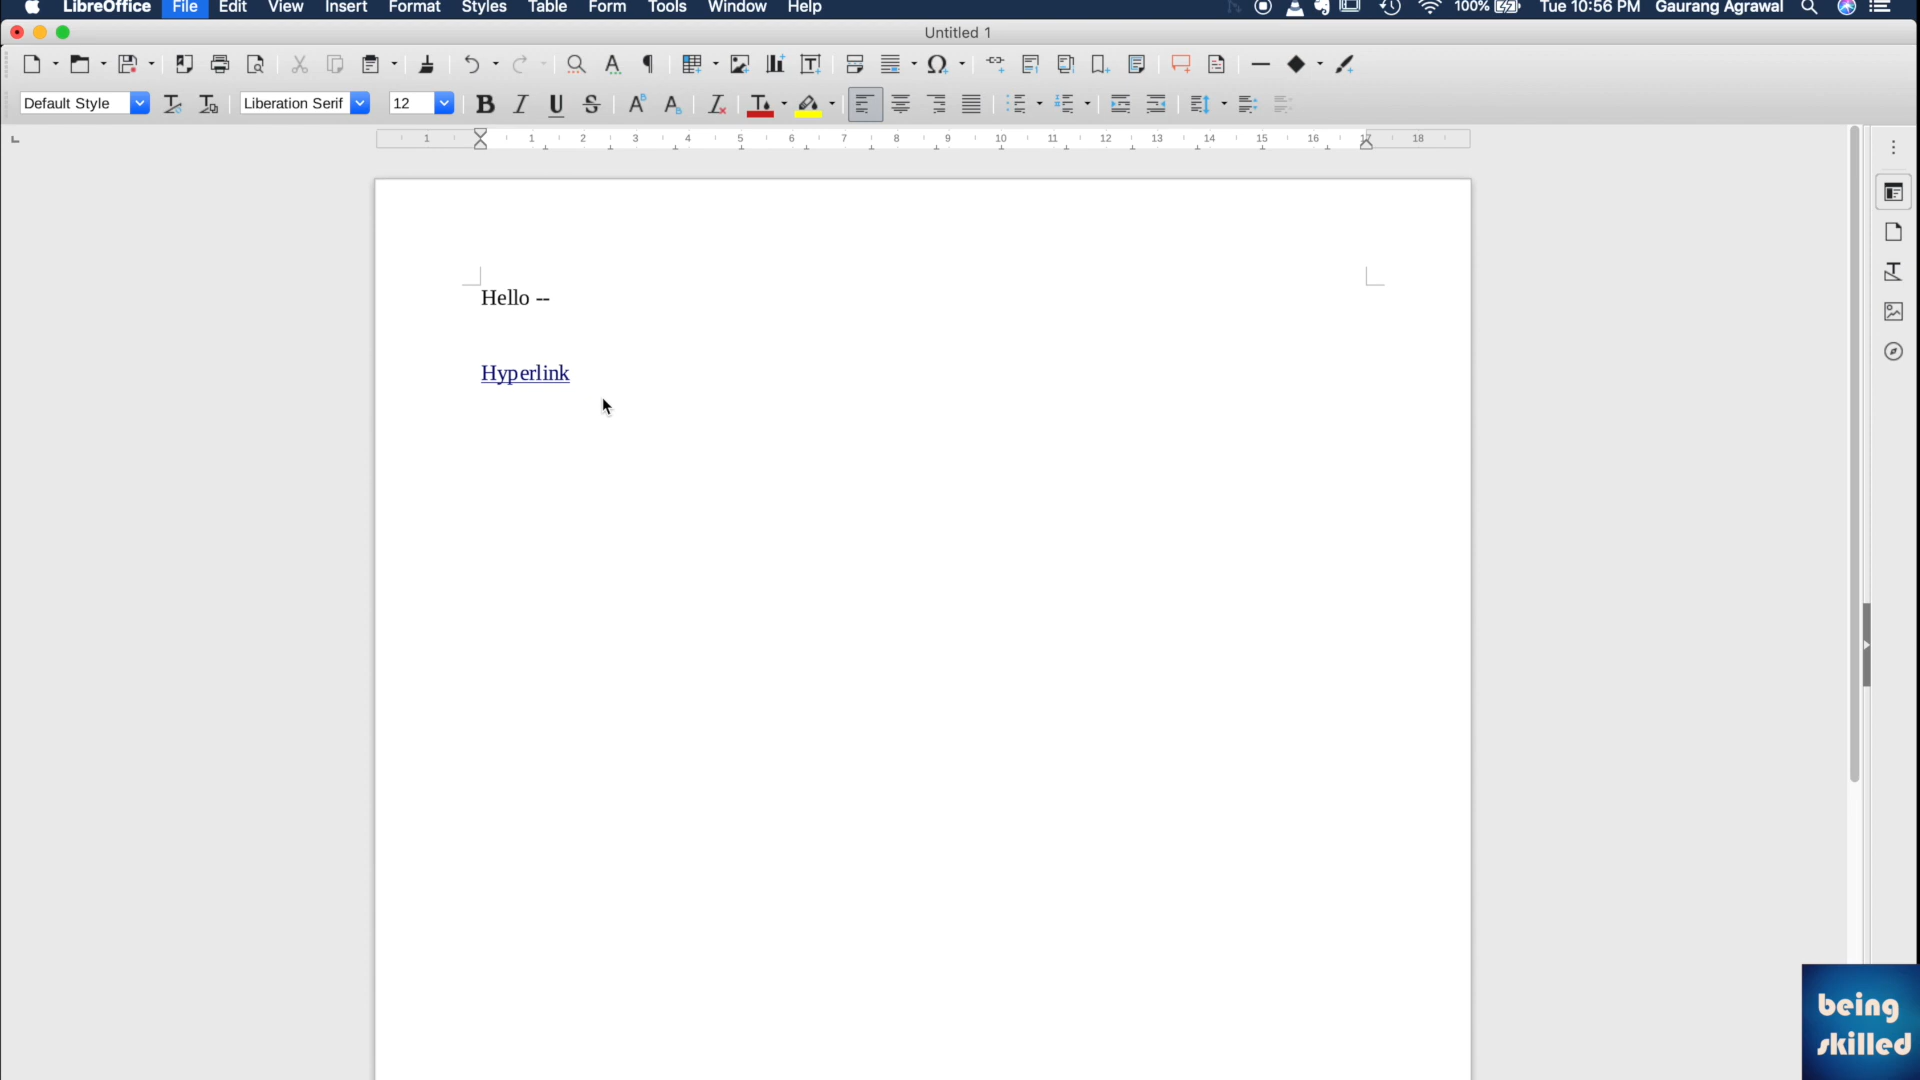 LibreOffice File Edit View Insert Format Styles Table Form Tools Window Help 100% Tue 10:56 PM Gaurang Agrawal
Untitled 1
Default Style Liberation Serif 12
1 1 2 3 4 5 6 7 8 9 10 11 12 13 14 15 16 17 18
Hello --
Hyperlink
being
skilled